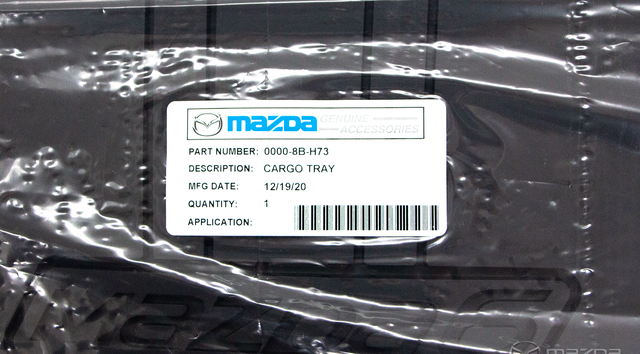 mazda GENUINE ACCESSORIES
PART NUMBER: 0000-8B-H73
DESCRIPTION: CARGO TRAY
MFG DATE: 12/19/20
QUANTITY: 1
APPLICATION:
mazda